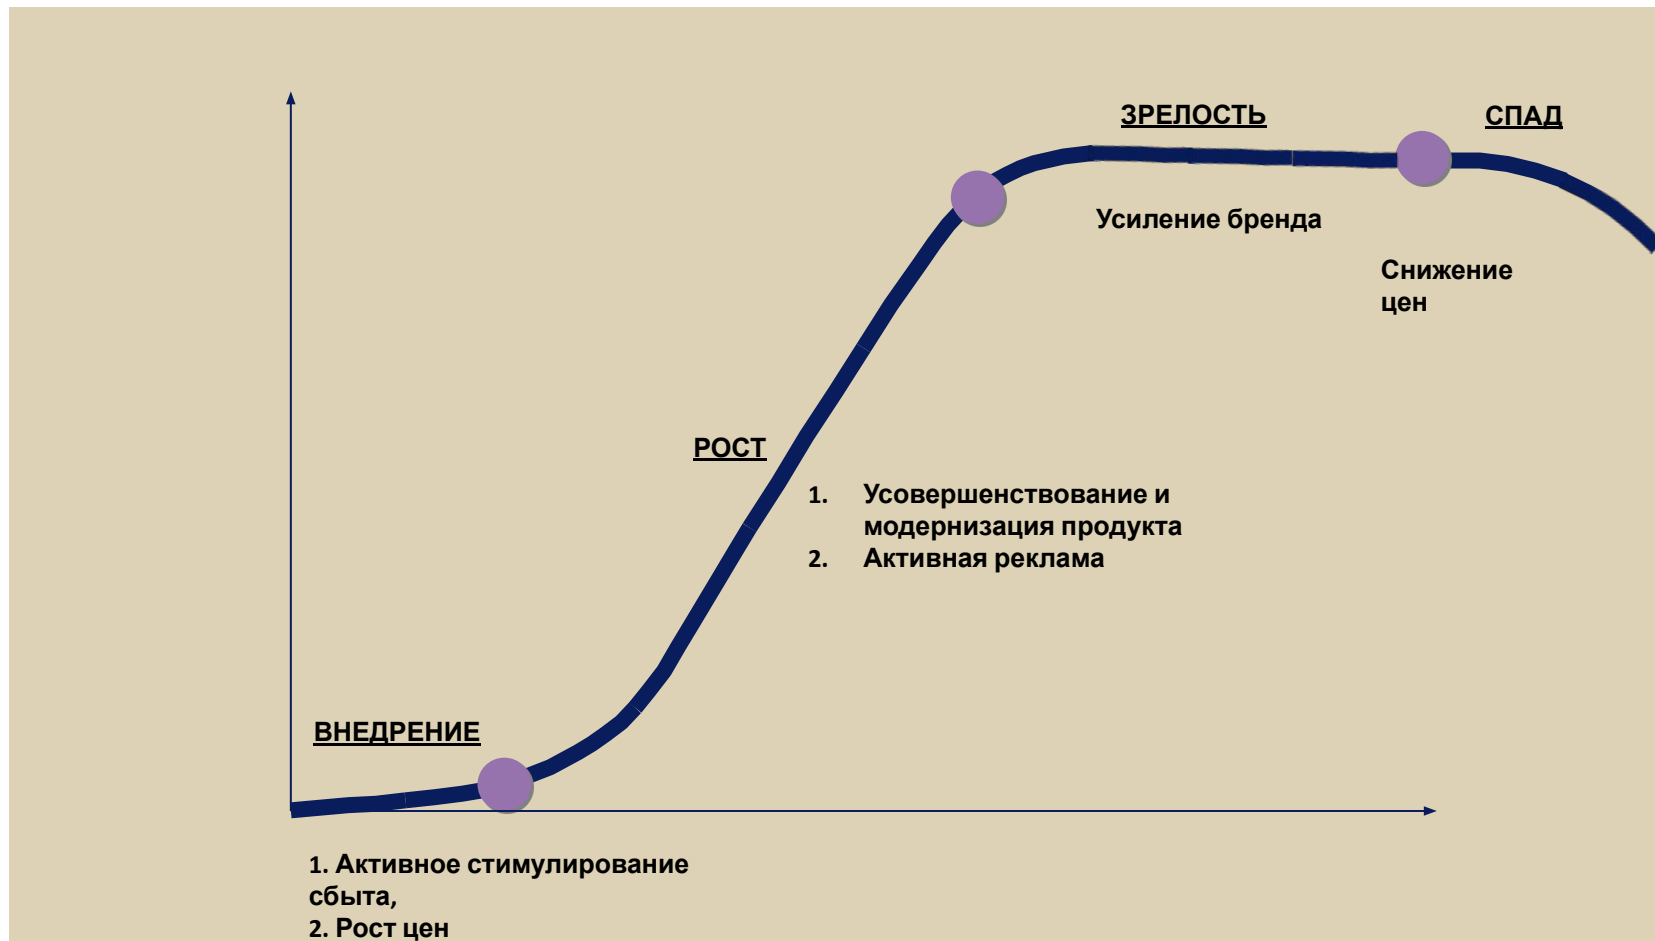 ЗРЕЛОСТЬ
СПАД
Усиление бренда
Снижение
цен
РОСТ
1. Усовершенствование и
модернизация продукта
2. Активная реклама
ВНЕДРЕНИЕ
1. Активное стимулирование
сбыта,
2. Рост цен